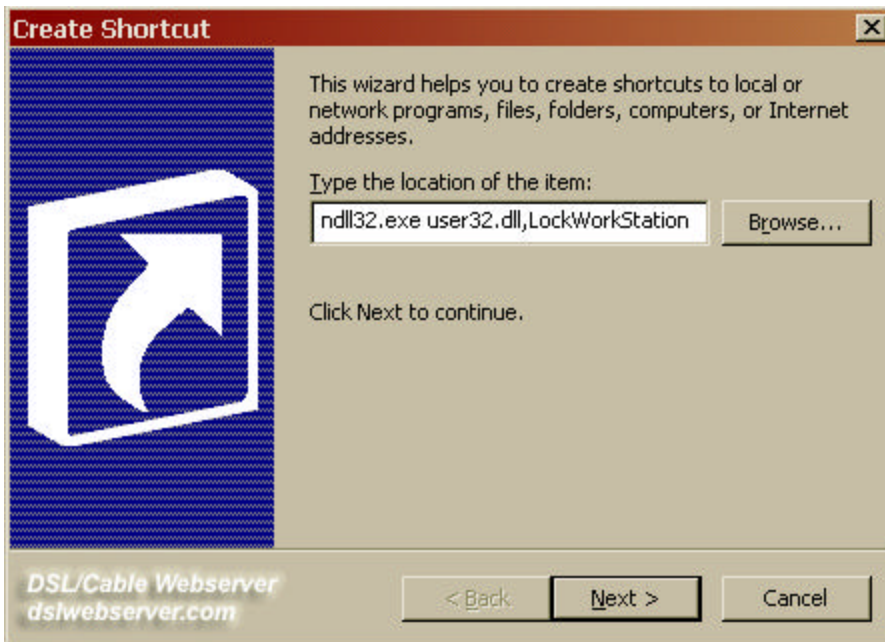 Create Shortcut
This wizard helps you to create shortcuts to local or
network programs, files, folders, computers, or Internet
addresses.
Type the location of the item:
ndll32.exe user32.dll,LockWorkStation
Browse...
Click Next to continue.
DSL/Cable Webserver
dslwebserver.com
< Back
Next >
Cancel